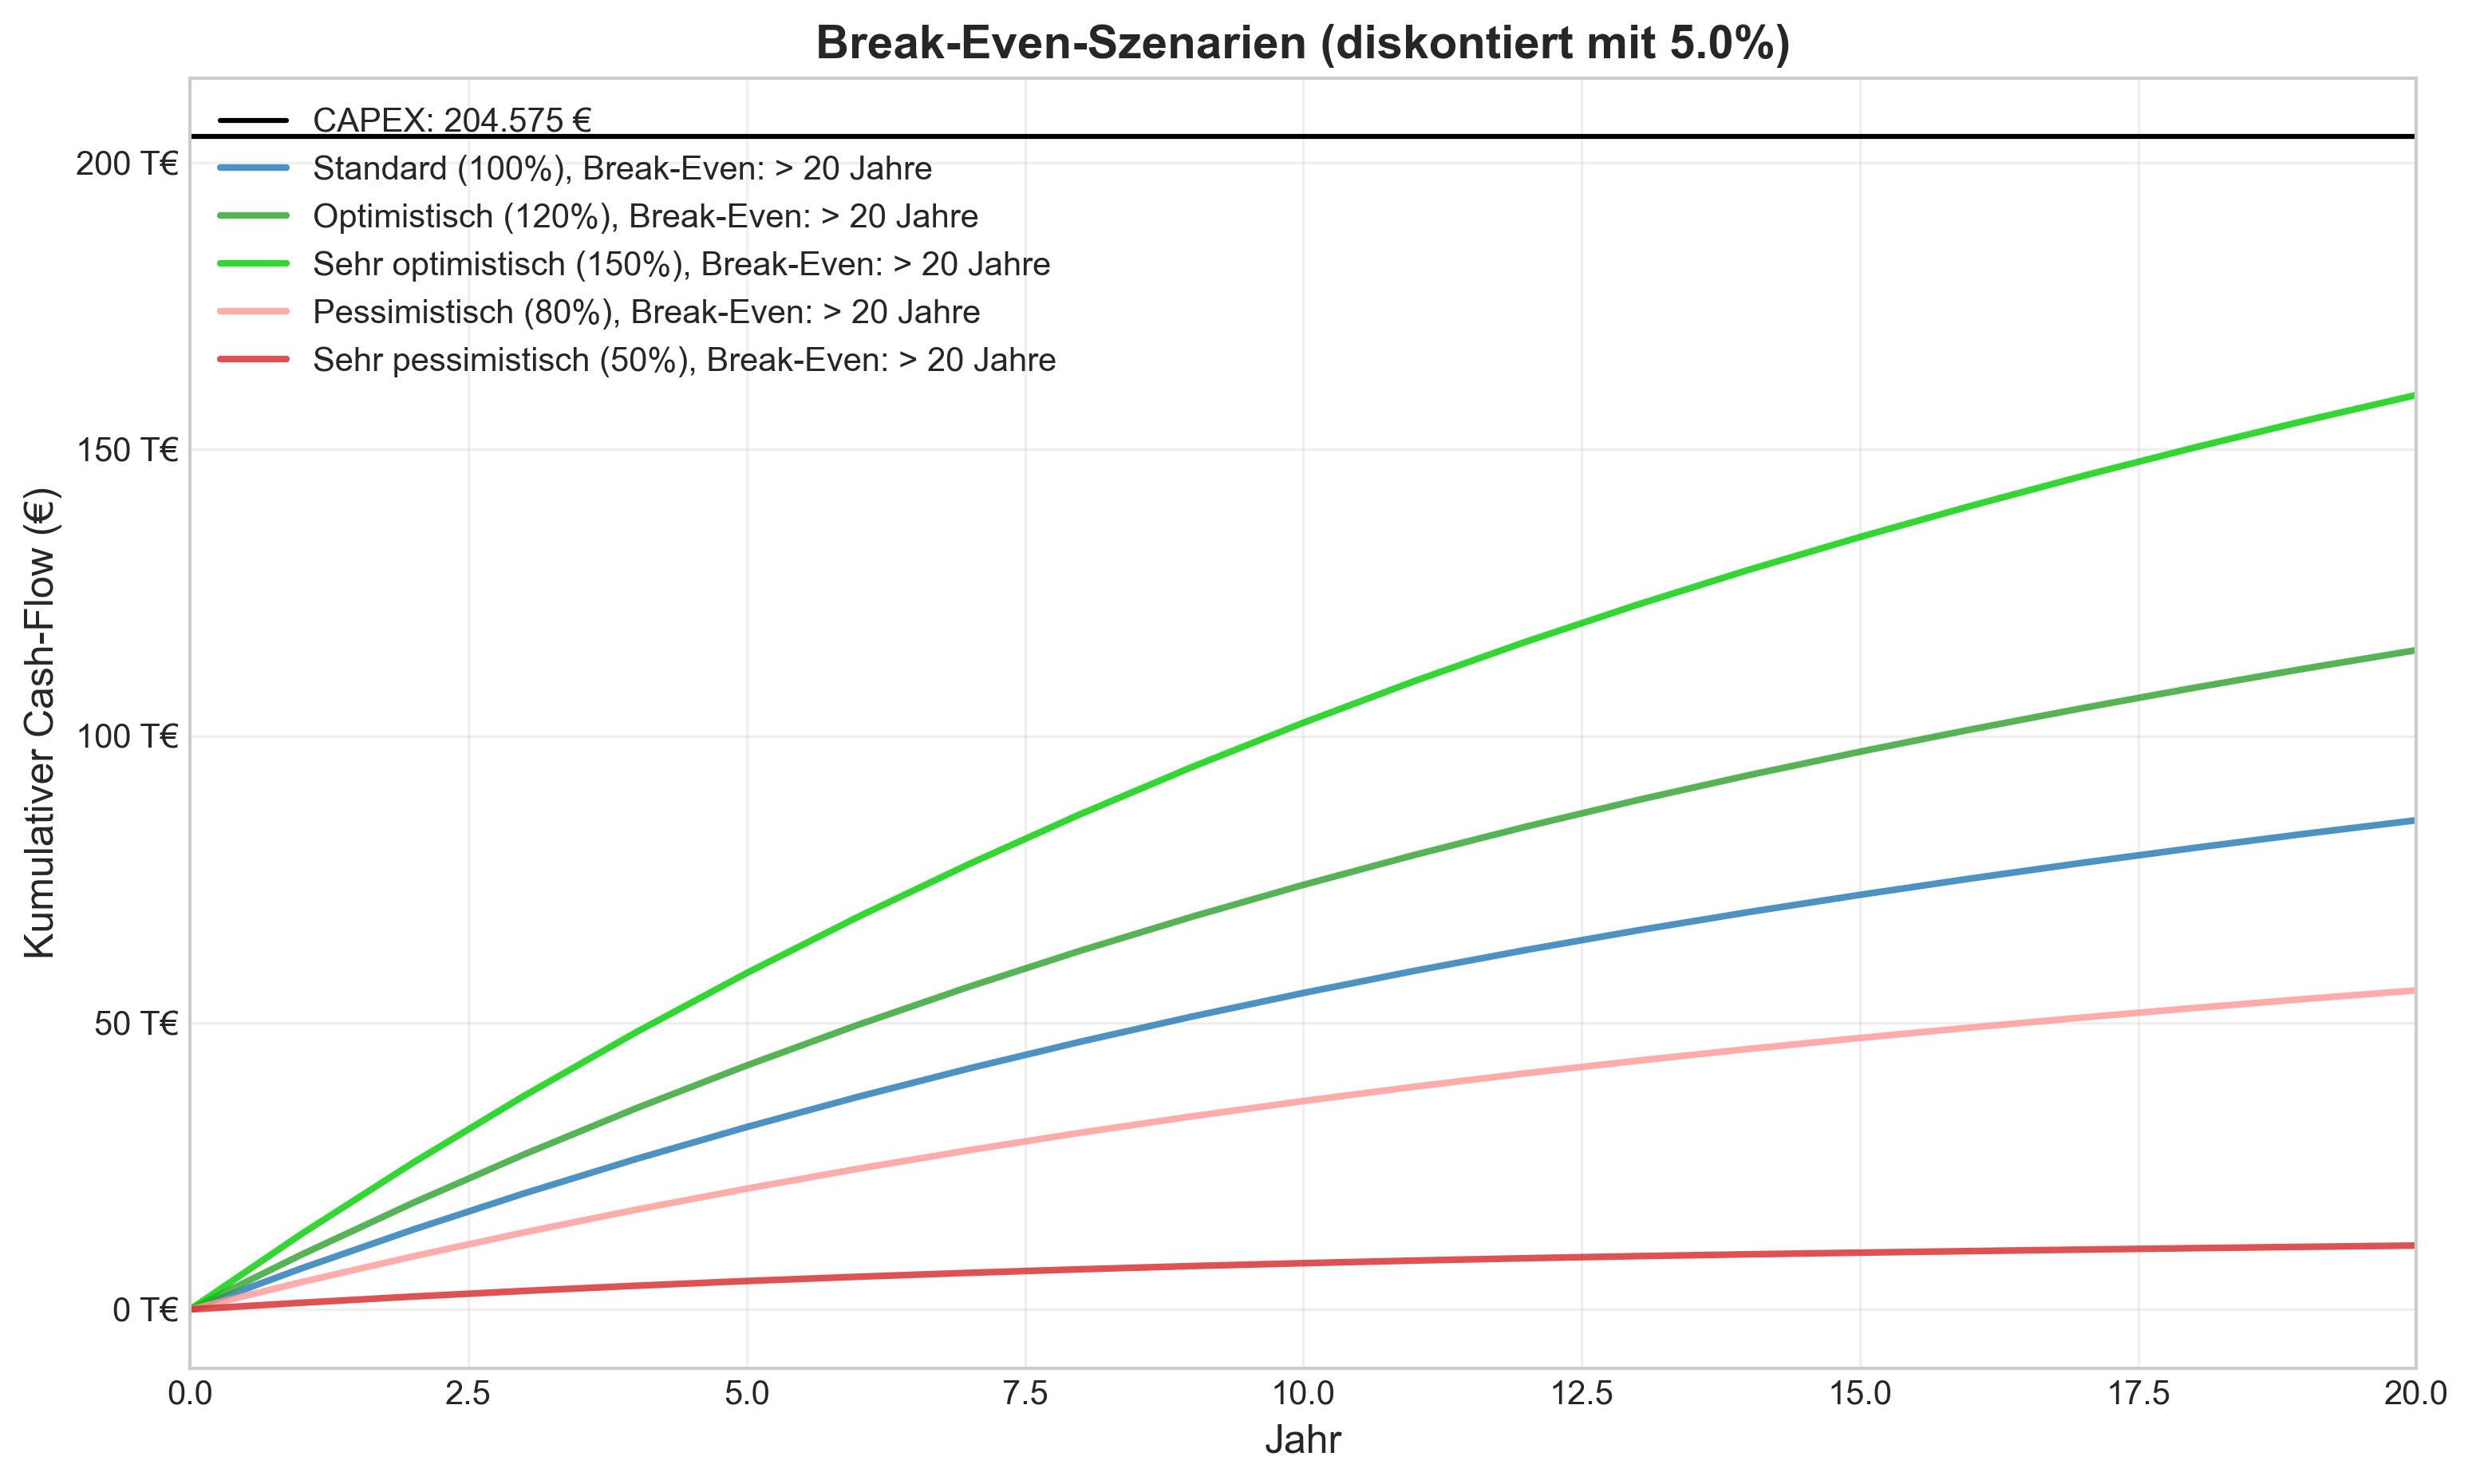 Break-Even-Szenarien (diskontiert mit 5.0%)
CAPEX: 204.575 €
Standard (100%), Break-Even: > 20 Jahre
Optimistisch (120%), Break-Even: > 20 Jahre
Sehr optimistisch (150%), Break-Even: > 20 Jahre
Pessimistisch (80%), Break-Even: > 20 Jahre
Sehr pessimistisch (50%), Break-Even: > 20 Jahre
Kumulativer Cash-Flow (€)
200 T€
150 T€
100 T€
50 T€
0 T€
0.0 2.5 5.0 7.5 10.0 12.5 15.0 17.5 20.0
Jahr